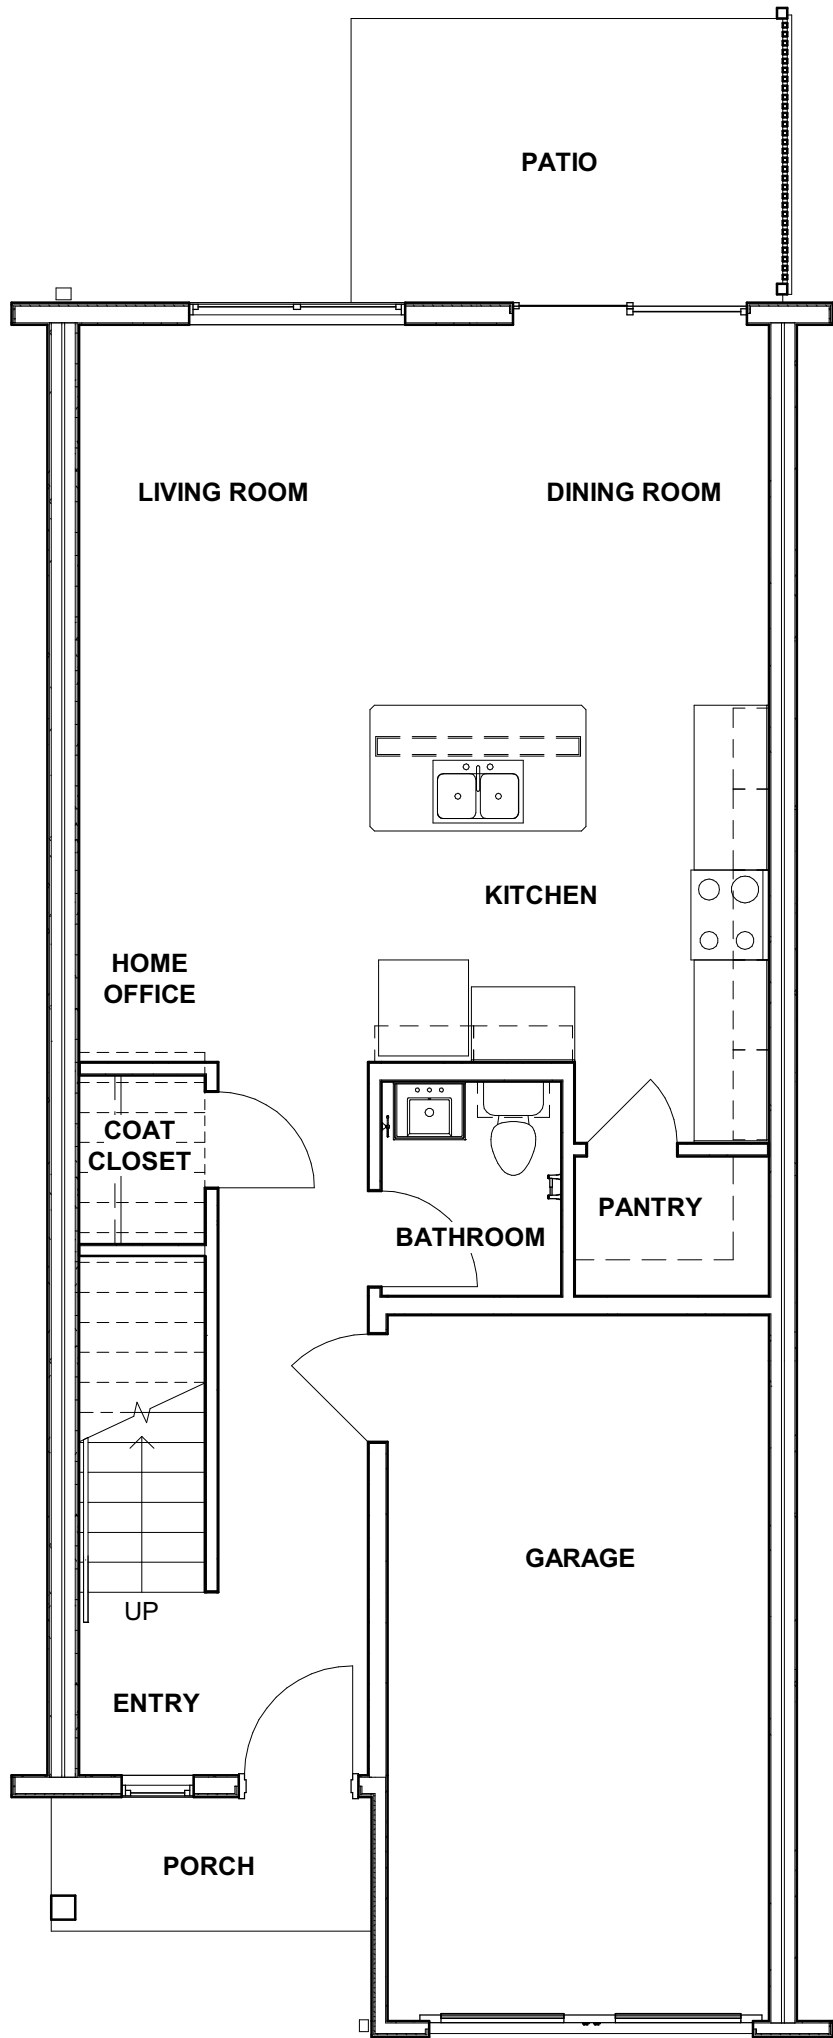 PATIO
LIVING ROOM
DINING ROOM
KITCHEN
HOME
OFFICE
COAT
CLOSET
PANTRY
BATHROOM
GARAGE
UP
ENTRY
PORCH